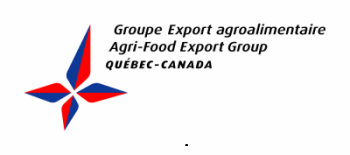 Groupe Export agroalimentaire
Agri-Food Export Group
QUÉBEC-CANADA